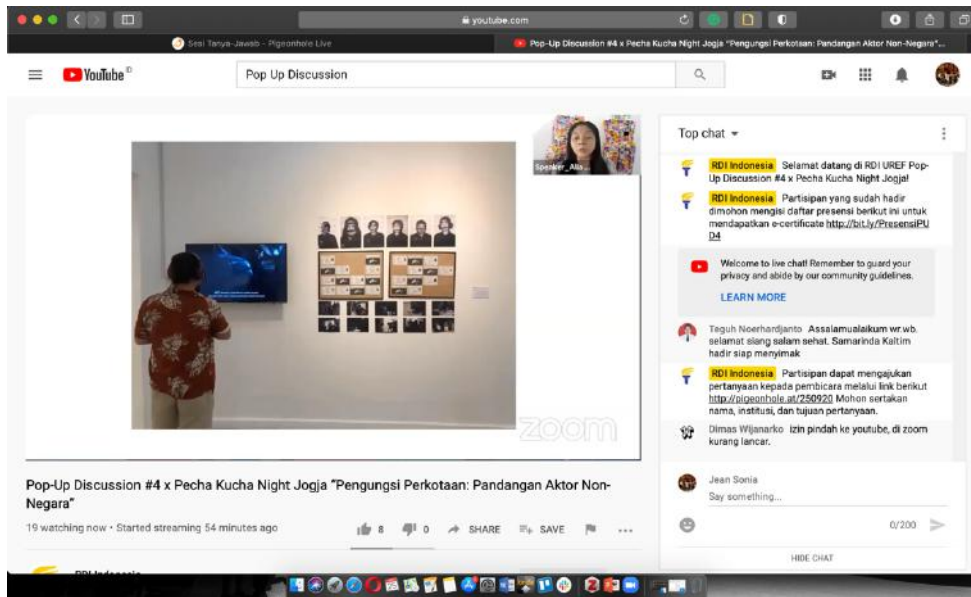 youtube.com
Sesi Tanya-Jawab - Pigeonhole Live
Pop-Up Discussion #4 x Pecha Kucha Night Jogja "Pengungsi Perkotaan: Pandangan Aktor Non-Negara"...
YouTube ID
Pop Up Discussion
Speaker_Alia
zoom
Pop-Up Discussion #4 x Pecha Kucha Night Jogja "Pengungsi Perkotaan: Pandangan Aktor Non-
Negara"
19 watching now • Started streaming 54 minutes ago
8
0
SHARE
SAVE
RDI Indonesia
Top chat
RDI Indonesia Selamat datang di RDI UREF Pop-
Up Discussion #4 x Pecha Kucha Night Jogja!
RDI Indonesia Partisipan yang sudah hadir
dimohon mengisi daftar presensi berikut ini untuk
mendapatkan e-certificate http://bit.ly/PresensiPU
D4
Welcome to live chat! Remember to guard your
privacy and abide by our community guidelines.
LEARN MORE
Teguh Noerhardjanto Assalamualaikum wr.wb.
selamat siang salam sehat. Samarinda Kaltim
hadir siap menyimak
RDI Indonesia Partisipan dapat mengajukan
pertanyaan kepada pembicara melalui link berikut
http://pigeonhole.at/250920 Mohon sertakan
nama, institusi, dan tujuan pertanyaan.
Dimas Wijanarko izin pindah ke youtube, di zoom
kurang lancar.
Jean Sonia
Say something...
0/200
HIDE CHAT